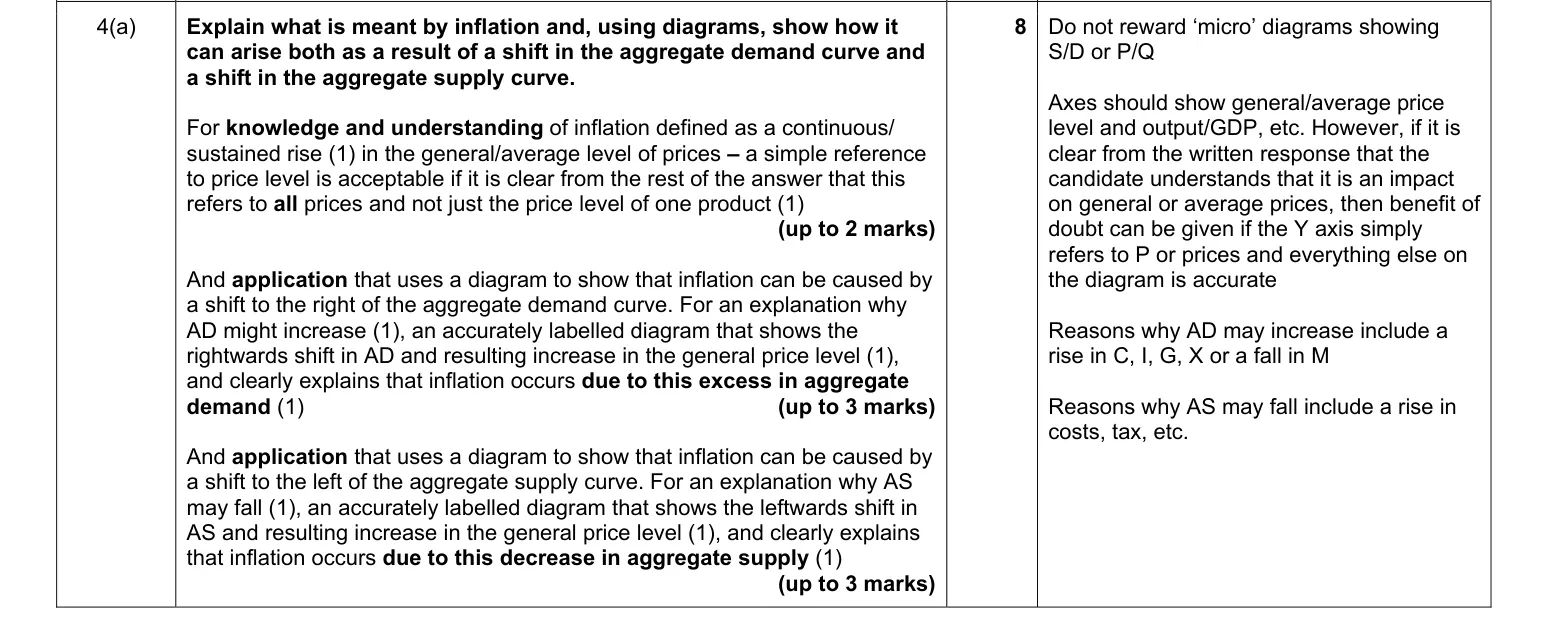 4(a)
Explain what is meant by inflation and, using diagrams, show how it
can arise both as a result of a shift in the aggregate demand curve and
a shift in the aggregate supply curve.
For knowledge and understanding of inflation defined as a continuous/
sustained rise (1) in the general/average level of prices – a simple reference
to price level is acceptable if it is clear from the rest of the answer that this
refers to all prices and not just the price level of one product (1)
(up to 2 marks)
And application that uses a diagram to show that inflation can be caused by
a shift to the right of the aggregate demand curve. For an explanation why
AD might increase (1), an accurately labelled diagram that shows the
rightwards shift in AD and resulting increase in the general price level (1),
and clearly explains that inflation occurs due to this excess in aggregate
demand (1) (up to 3 marks)
And application that uses a diagram to show that inflation can be caused by
a shift to the left of the aggregate supply curve. For an explanation why AS
may fall (1), an accurately labelled diagram that shows the leftwards shift in
AS and resulting increase in the general price level (1), and clearly explains
that inflation occurs due to this decrease in aggregate supply (1)
(up to 3 marks)
8
Do not reward ‘micro’ diagrams showing
S/D or P/Q
Axes should show general/average price
level and output/GDP, etc. However, if it is
clear from the written response that the
candidate understands that it is an impact
on general or average prices, then benefit of
doubt can be given if the Y axis simply
refers to P or prices and everything else on
the diagram is accurate
Reasons why AD may increase include a
rise in C, I, G, X or a fall in M
Reasons why AS may fall include a rise in
costs, tax, etc.